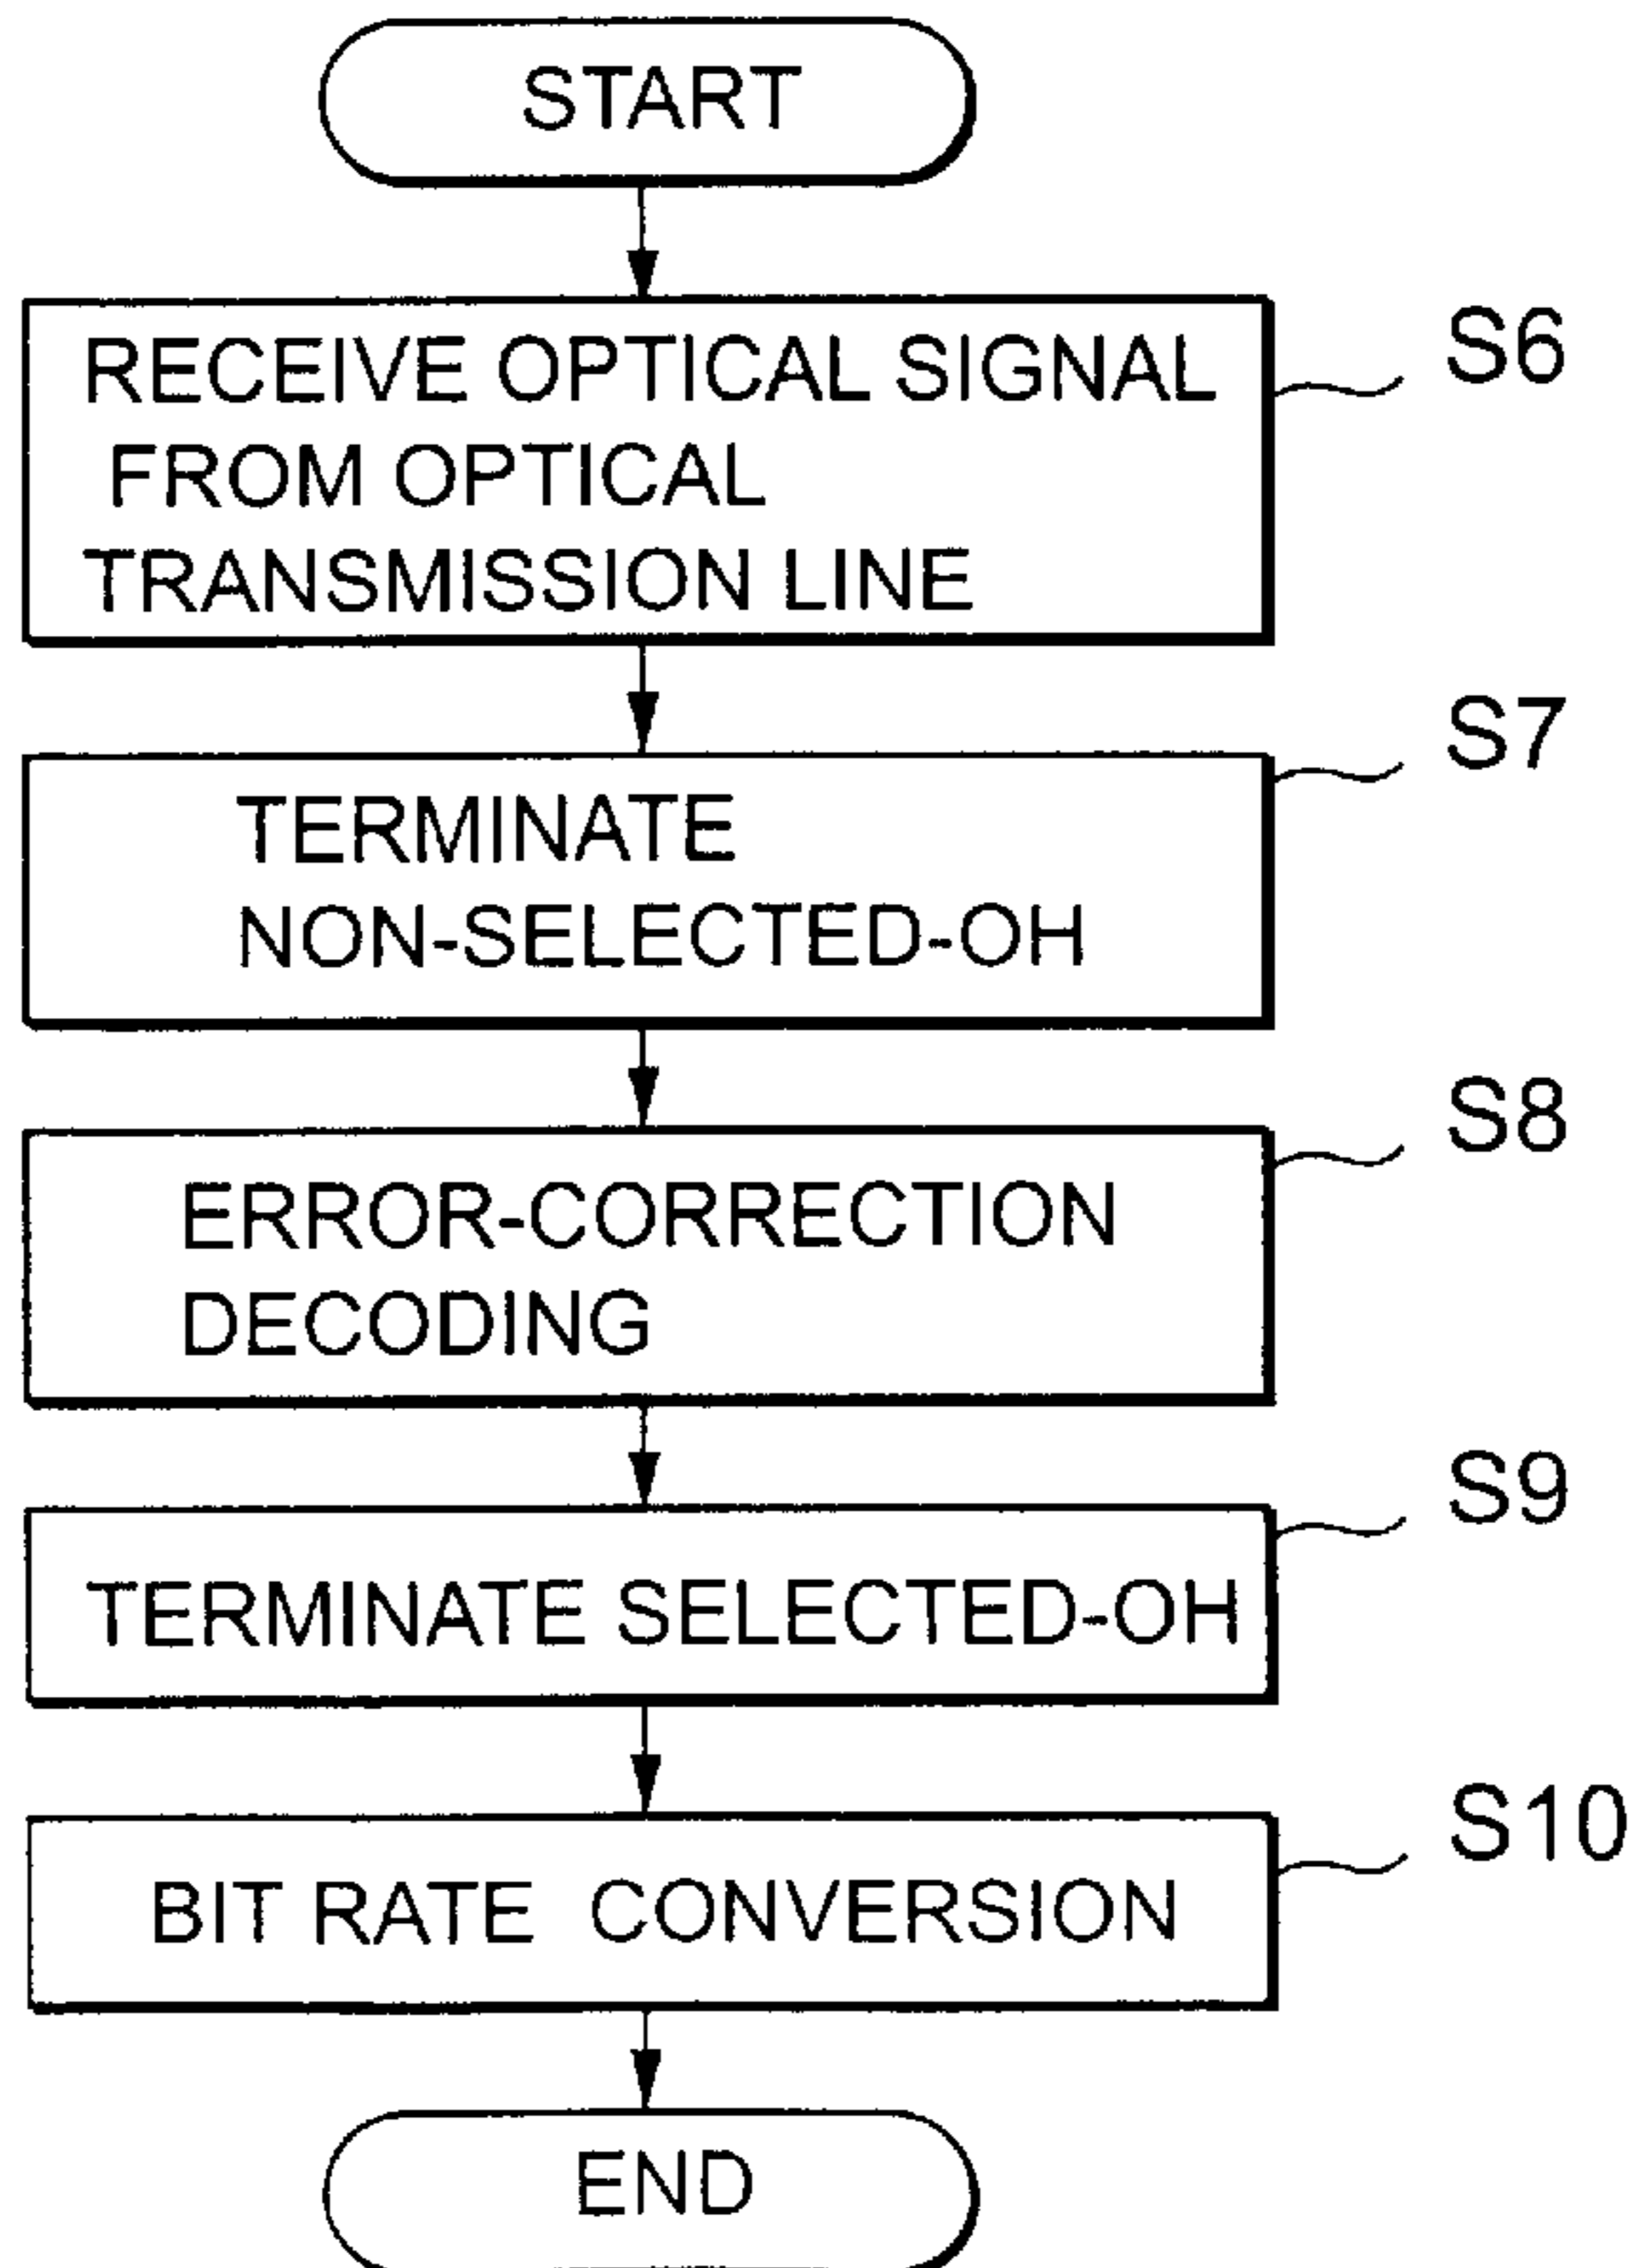 START
RECEIVE OPTICAL SIGNAL
FROM OPTICAL
TRANSMISSION LINE
S6
TERMINATE
NON-SELECTED-OH
S7
ERROR-CORRECTION
DECODING
S8
TERMINATE SELECTED-OH
S9
BIT RATE CONVERSION
S10
END